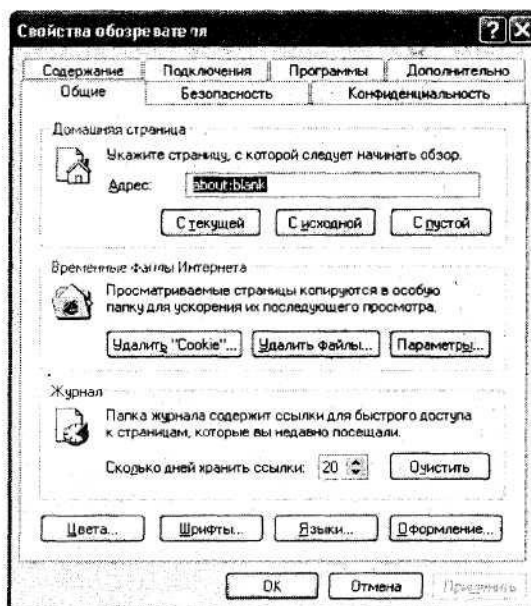 Свойства обозревателя
Содержание Подключения Программы Дополнительно
Общие Безопасность Конфиденциальность
Домашняя страница
Укажите страницу, с которой следует начинать обзор.
Адрес: about:blank
С текущей С исходной С пустой
Временные файлы Интернета
Просматриваемые страницы копируются в особую
папку для ускорения их последующего просмотра.
Удалить "Cookie"... Удалить файлы... Параметры...
Журнал
Папка журнала содержит ссылки для быстрого доступа
к страницам, которые вы недавно посещали.
Сколько дней хранить ссылки: 20 Очистить
Цвета... Шрифты... Языки... Оформление...
OK Отмена Применить